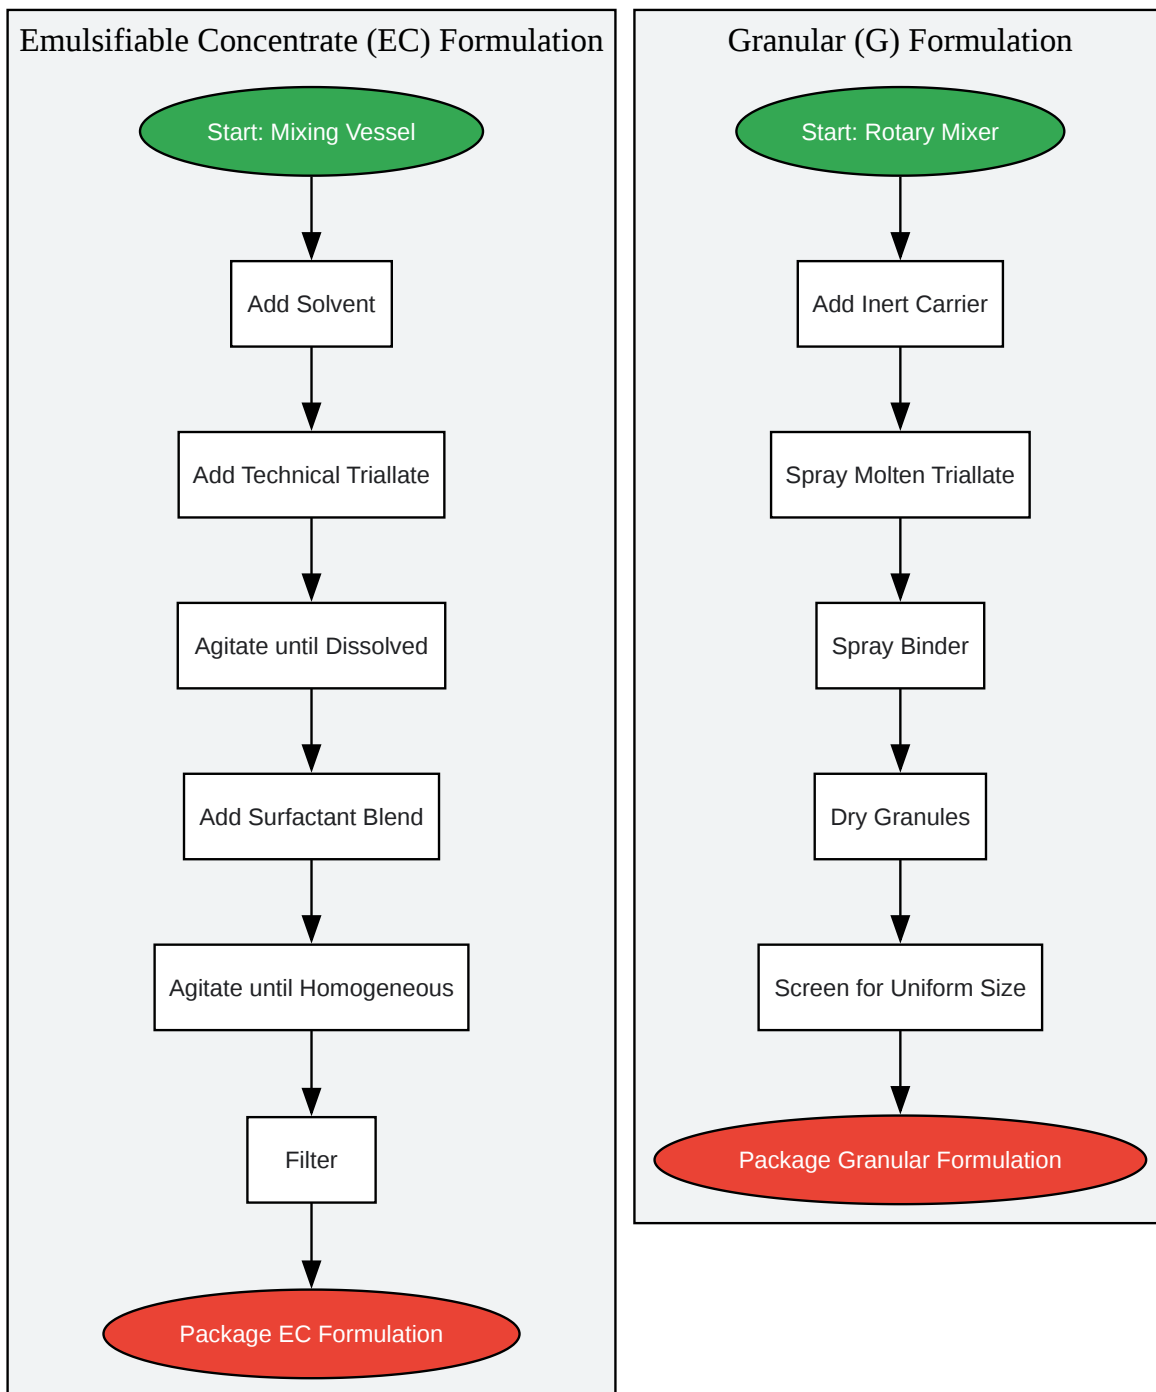 Emulsifiable Concentrate (EC) Formulation
Start: Mixing Vessel
Add Solvent
Add Technical Triallate
Agitate until Dissolved
Add Surfactant Blend
Agitate until Homogeneous
Filter
Package EC Formulation
Granular (G) Formulation
Start: Rotary Mixer
Add Inert Carrier
Spray Molten Triallate
Spray Binder
Dry Granules
Screen for Uniform Size
Package Granular Formulation